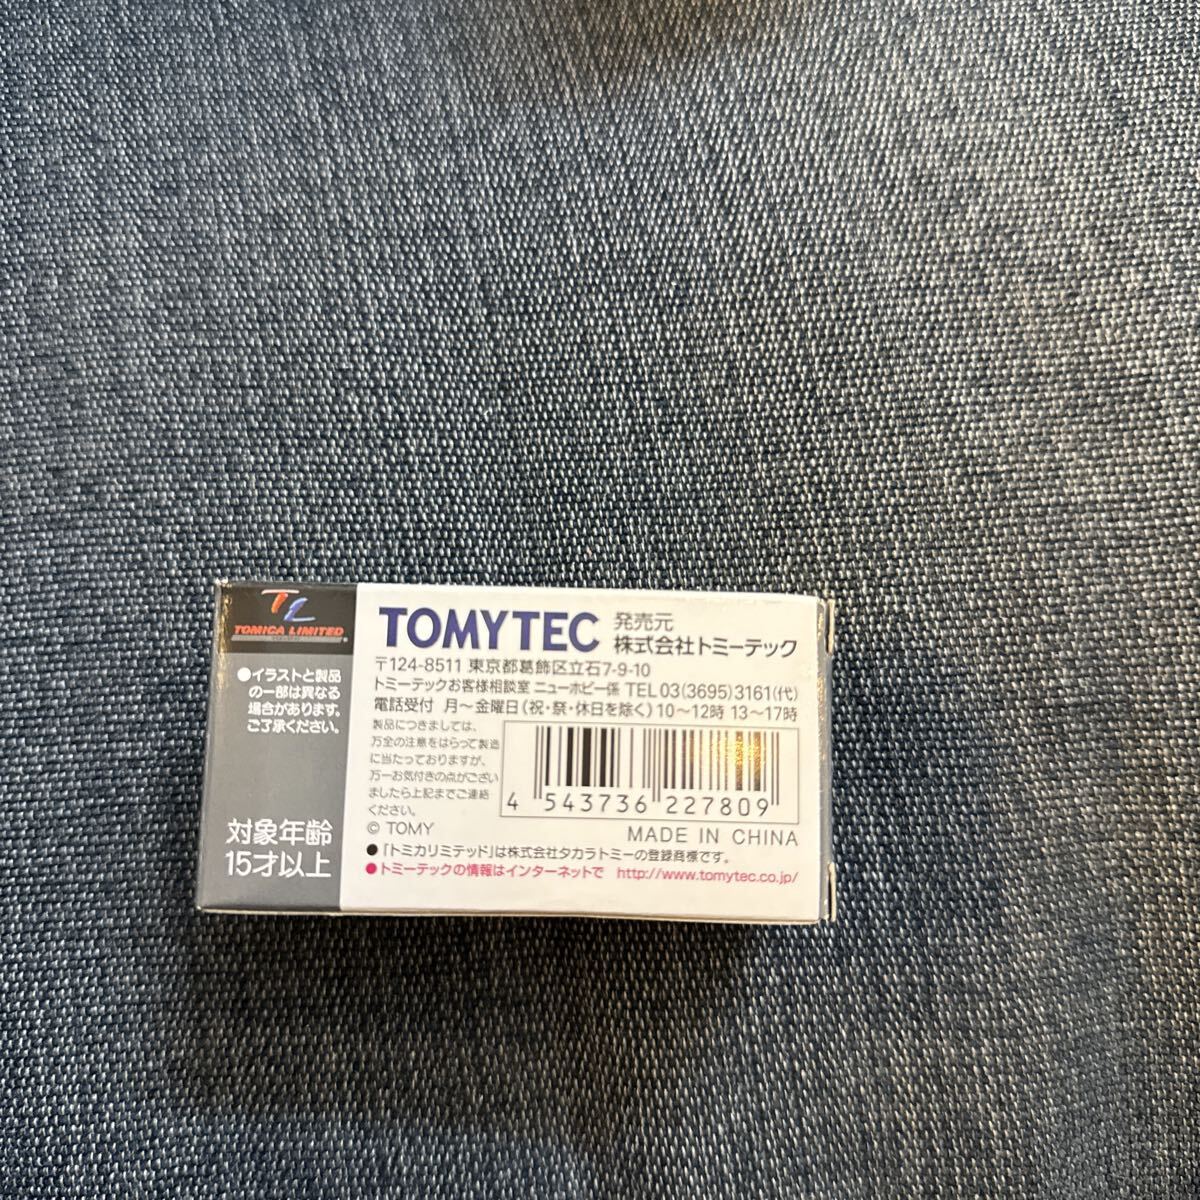 TL
TOMICA LIMITED
●イラストと製品
の一部は異なる
場合があります。
ご了承ください。
対象年齢
15才以上
TOMYTEC
発売元
株式会社トミーテック
〒124-8511 東京都葛飾区立石7-9-10
トミーテックお客様相談室 ニューホビー係 TEL 03(3695)3161(代)
電話受付 月〜金曜日(祝・祭・休日を除く)10〜12時 13〜17時
製品につきましては、
万全の注意をはらって製造
に当たっておりますが、
万一お気付きの点がござい
ましたら上記までご連絡
ください。
4 543736 227809
© TOMY
MADE IN CHINA
●「トミカリミテッド」は株式会社タカラトミーの登録商標です。
●トミーテックの情報はインターネットで http://www.tomytec.co.jp/